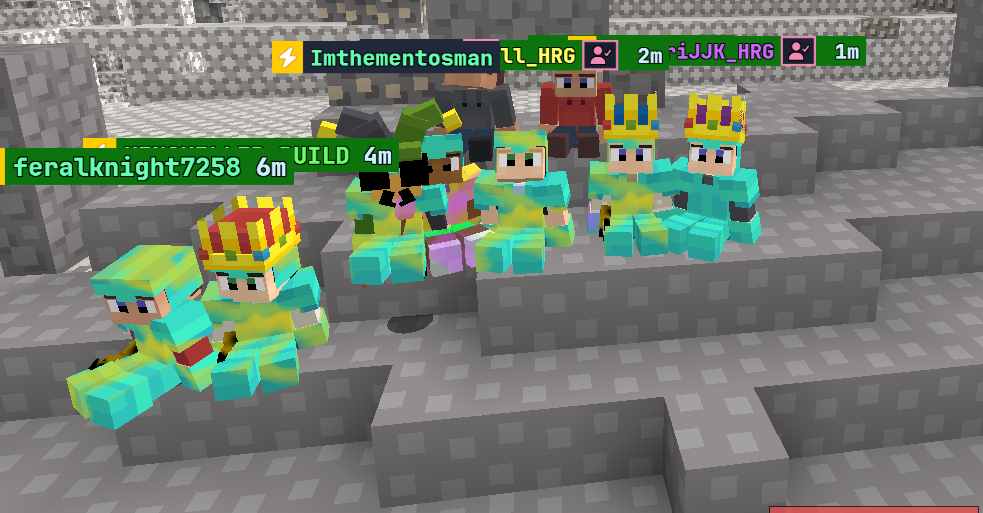 Imthementosman
ll_HRG 2m
iJJK_HRG 1m
UILD 4m
feralknight7258 6m